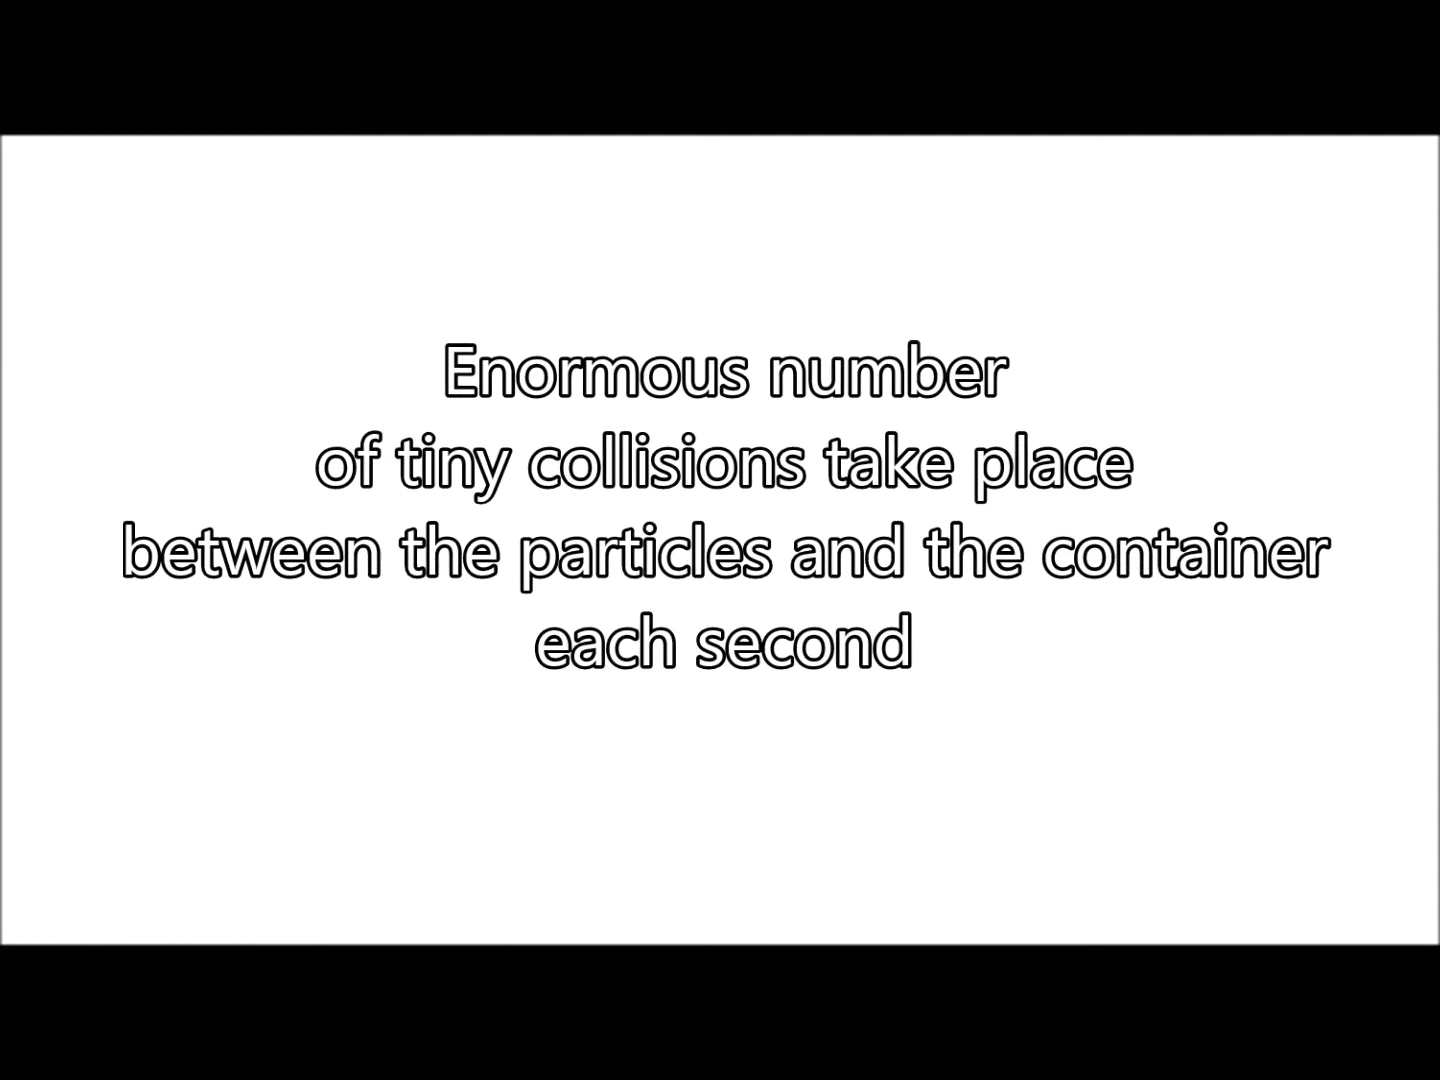 Enormous number
of tiny collisions take place
between the particles and the container
each second